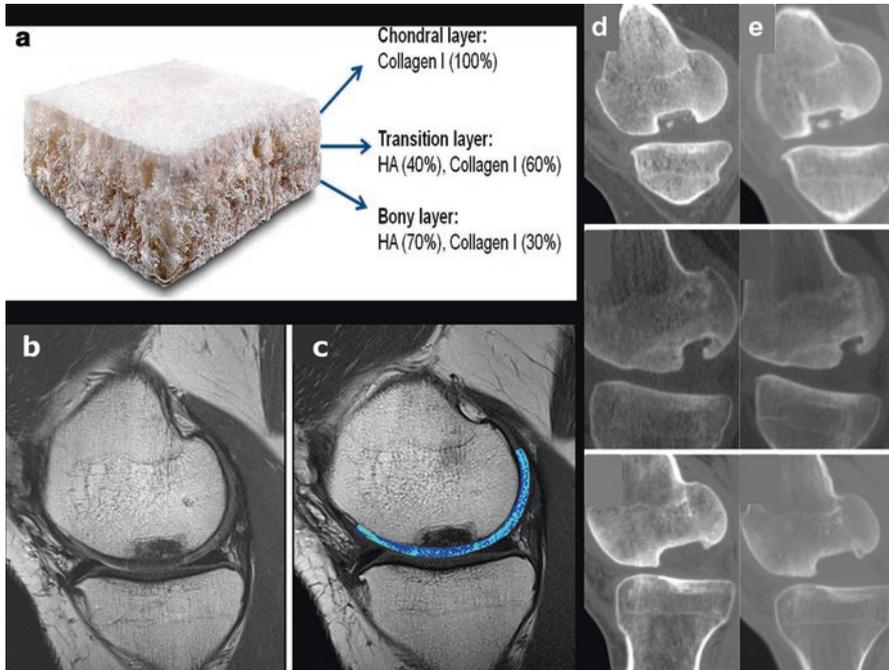 a
Chondral layer:
Collagen I (100%)
Transition layer:
HA (40%), Collagen I (60%)
Bony layer:
HA (70%), Collagen I (30%)
b
c
d
e